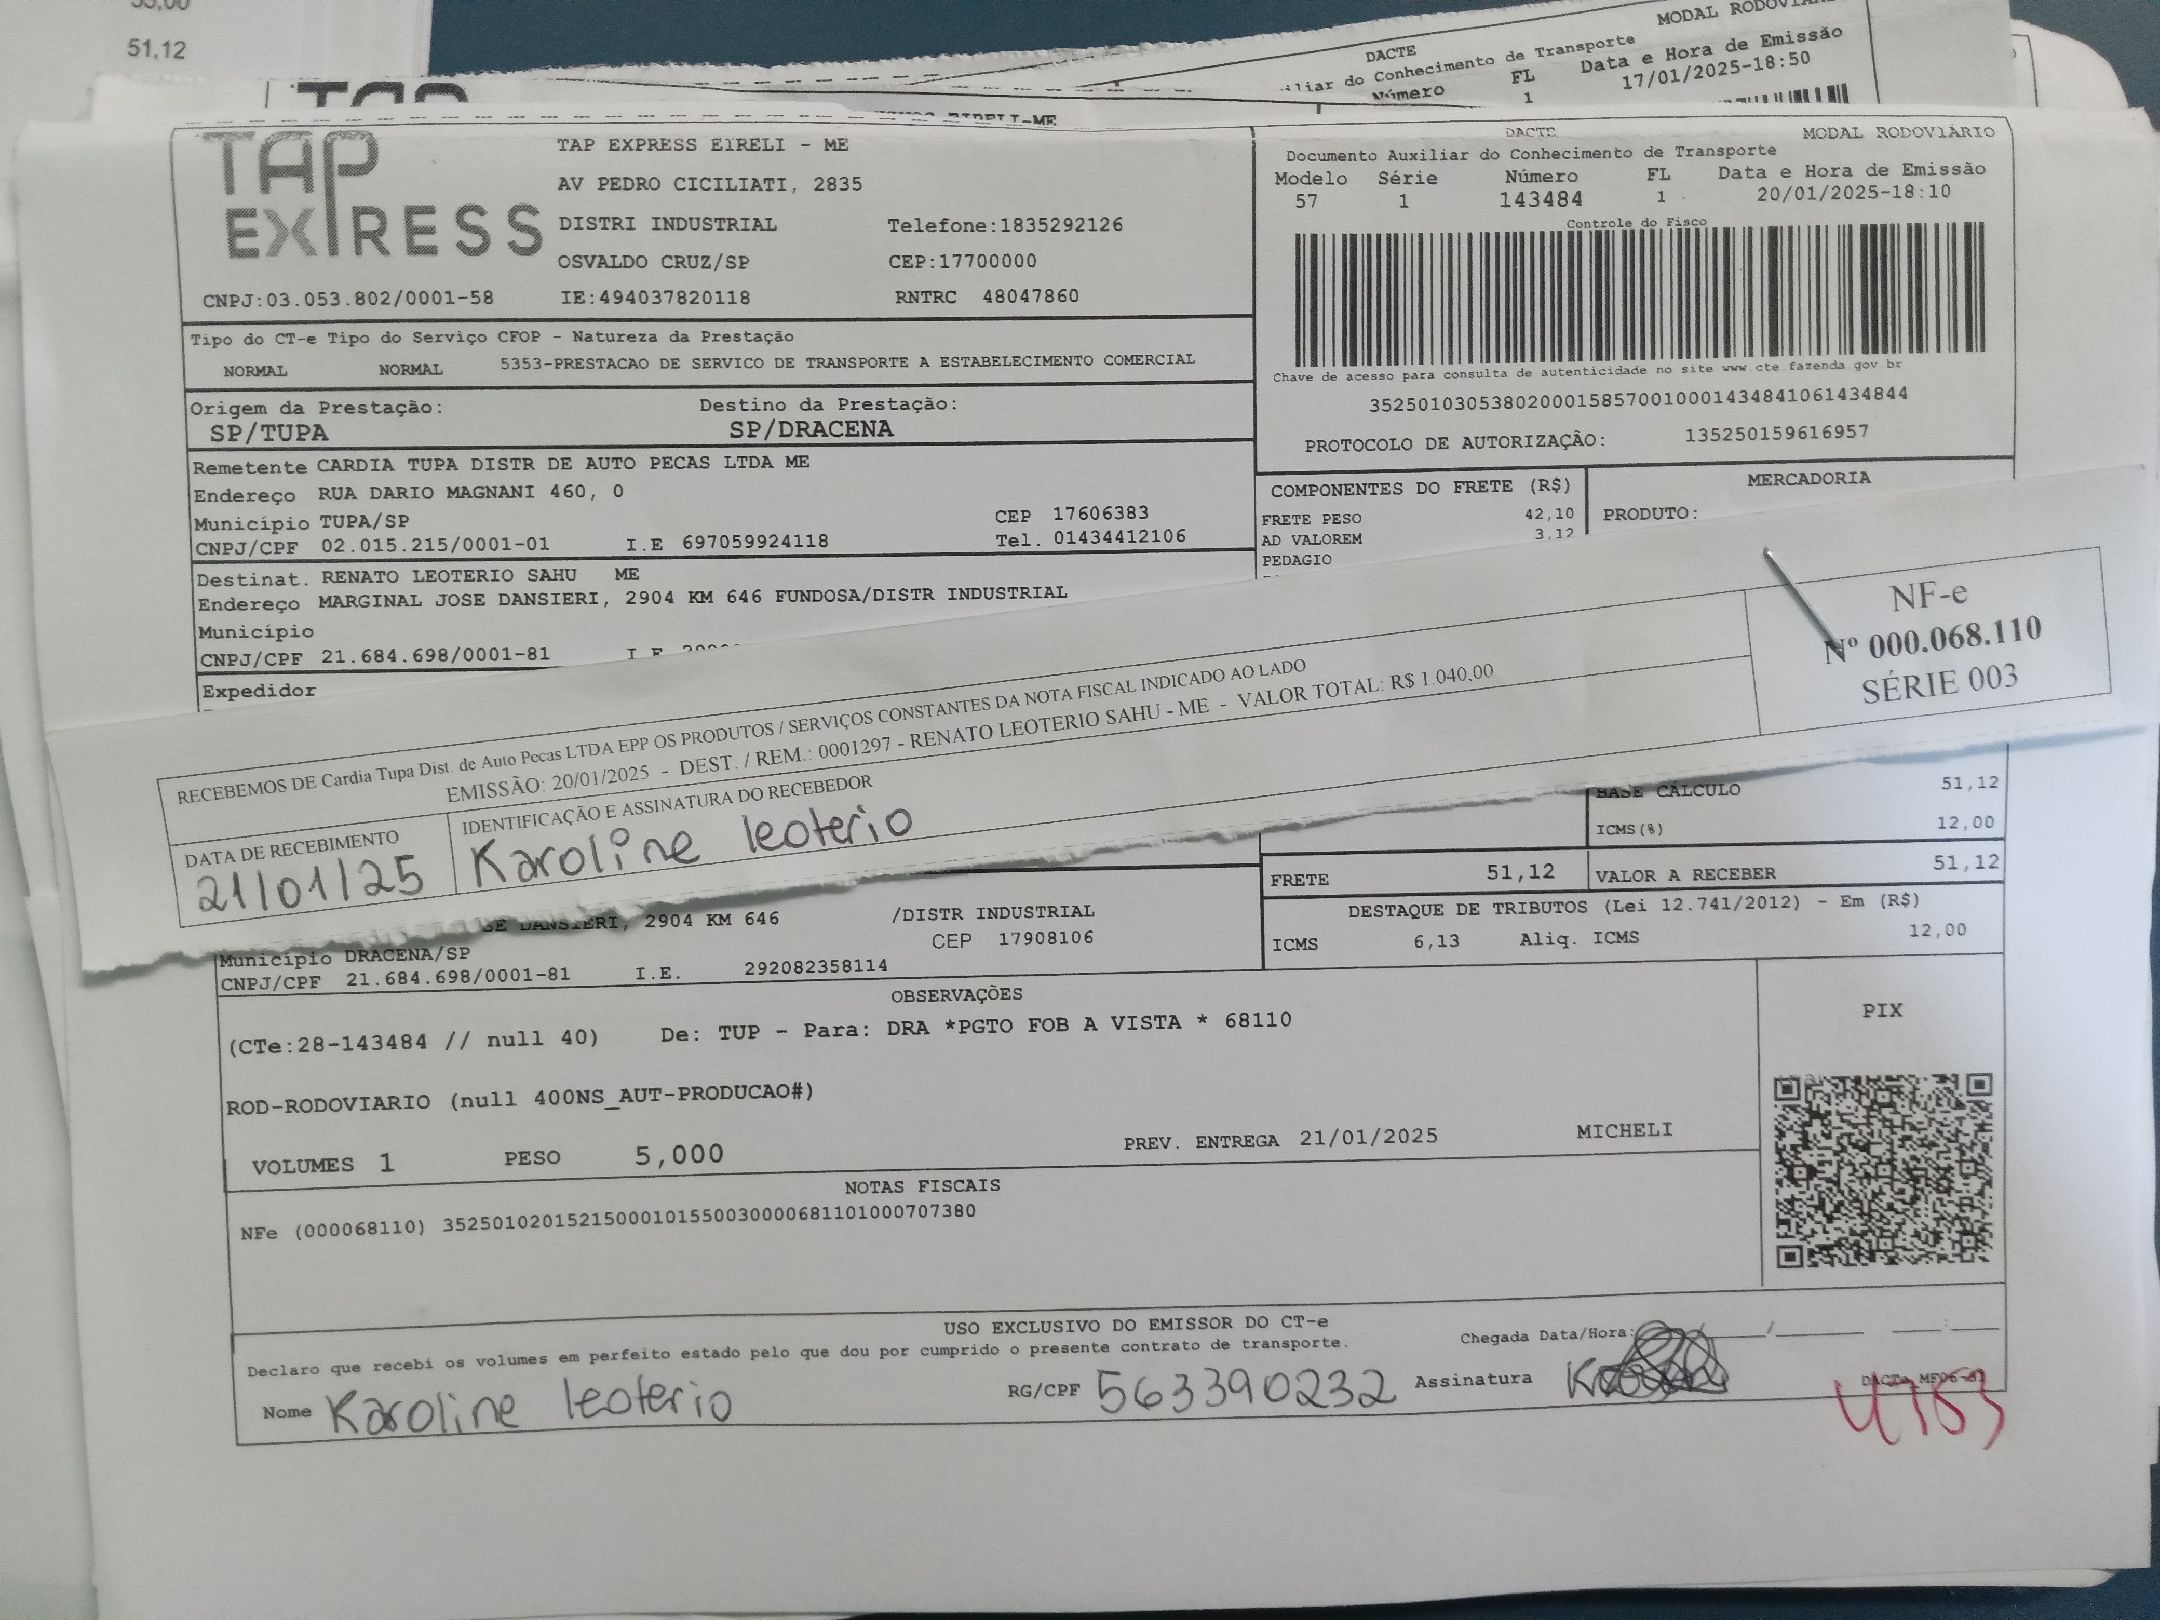 51,12
DACTE
MODAL RODOVIÁRIO
do Conhecimento de Transporte
Número
FL
Data e Hora de Emissão
1
17/01/2025-18:50
EIRELI-ME
TAP EXPRESS
TAP EXPRESS EIRELI - ME
AV PEDRO CICILIATI, 2835
DISTRI INDUSTRIAL Telefone:1835292126
OSVALDO CRUZ/SP CEP:17700000
CNPJ:03.053.802/0001-58 IE:494037820118 RNTRC 48047860
DACTE MODAL RODOVIÁRIO
Documento Auxiliar do Conhecimento de Transporte
Modelo Série Número FL Data e Hora de Emissão
57 1 143484 1 20/01/2025-18:10
Controle do Fisco
Chave de acesso para consulta de autenticidade no site www.cte.fazenda.gov.br
35250103053802000158570010001434841061434844
PROTOCOLO DE AUTORIZAÇÃO: 135250159616957
Tipo do CT-e Tipo do Serviço CFOP - Natureza da Prestação
NORMAL NORMAL 5353-PRESTACAO DE SERVICO DE TRANSPORTE A ESTABELECIMENTO COMERCIAL
Origem da Prestação: Destino da Prestação:
SP/TUPA SP/DRACENA
Remetente CARDIA TUPA DISTR DE AUTO PECAS LTDA ME
Endereço RUA DARIO MAGNANI 460, 0
Município TUPA/SP CEP 17606383
CNPJ/CPF 02.015.215/0001-01 I.E 697059924118 Tel. 01434412106
COMPONENTES DO FRETE (R$)
FRETE PESO 42,10
AD VALOREM 3,12
PEDAGIO
MERCADORIA
PRODUTO:
Destinat. RENATO LEOTERIO SAHU ME
Endereço MARGINAL JOSE DANSIERI, 2904 KM 646 FUNDOSA/DISTR INDUSTRIAL
Município
CNPJ/CPF 21.684.698/0001-81
Expedidor
RECEBEMOS DE Cardia Tupa Dist. de Auto Pecas LTDA EPP OS PRODUTOS / SERVIÇOS CONSTANTES DA NOTA FISCAL INDICADO AO LADO
EMISSÃO: 20/01/2025 - DEST. / REM.: 0001297 - RENATO LEOTERIO SAHU - ME - VALOR TOTAL: R$ 1.040,00
DATA DE RECEBIMENTO
21/01/25
IDENTIFICAÇÃO E ASSINATURA DO RECEBEDOR
Karoline leoterio
NF-e
Nº 000.068.110
SÉRIE 003
BASE CÁLCULO 51,12
ICMS(%) 12,00
FRETE 51,12 VALOR A RECEBER 51,12
DESTAQUE DE TRIBUTOS (Lei 12.741/2012) - Em (R$)
ICMS 6,13 Aliq. ICMS 12,00
DANSIERI, 2904 KM 646 /DISTR INDUSTRIAL
Município DRACENA/SP CEP 17908106
CNPJ/CPF 21.684.698/0001-81 I.E. 292082358114
OBSERVAÇÕES
(CTe:28-143484 // null 40) De: TUP - Para: DRA *PGTO FOB A VISTA * 68110
ROD-RODOVIARIO (null 400NS_AUT-PRODUCAO#)
VOLUMES 1 PESO 5,000 PREV. ENTREGA 21/01/2025 MICHELI
PIX
NOTAS FISCAIS
NFe (000068110) 35250102015215000101550030000681101000707380
USO EXCLUSIVO DO EMISSOR DO CT-e
Declaro que recebi os volumes em perfeito estado pelo que dou por cumprido o presente contrato de transporte.
Chegada Data/Hora:
Nome Karoline leoterio RG/CPF 563390232 Assinatura